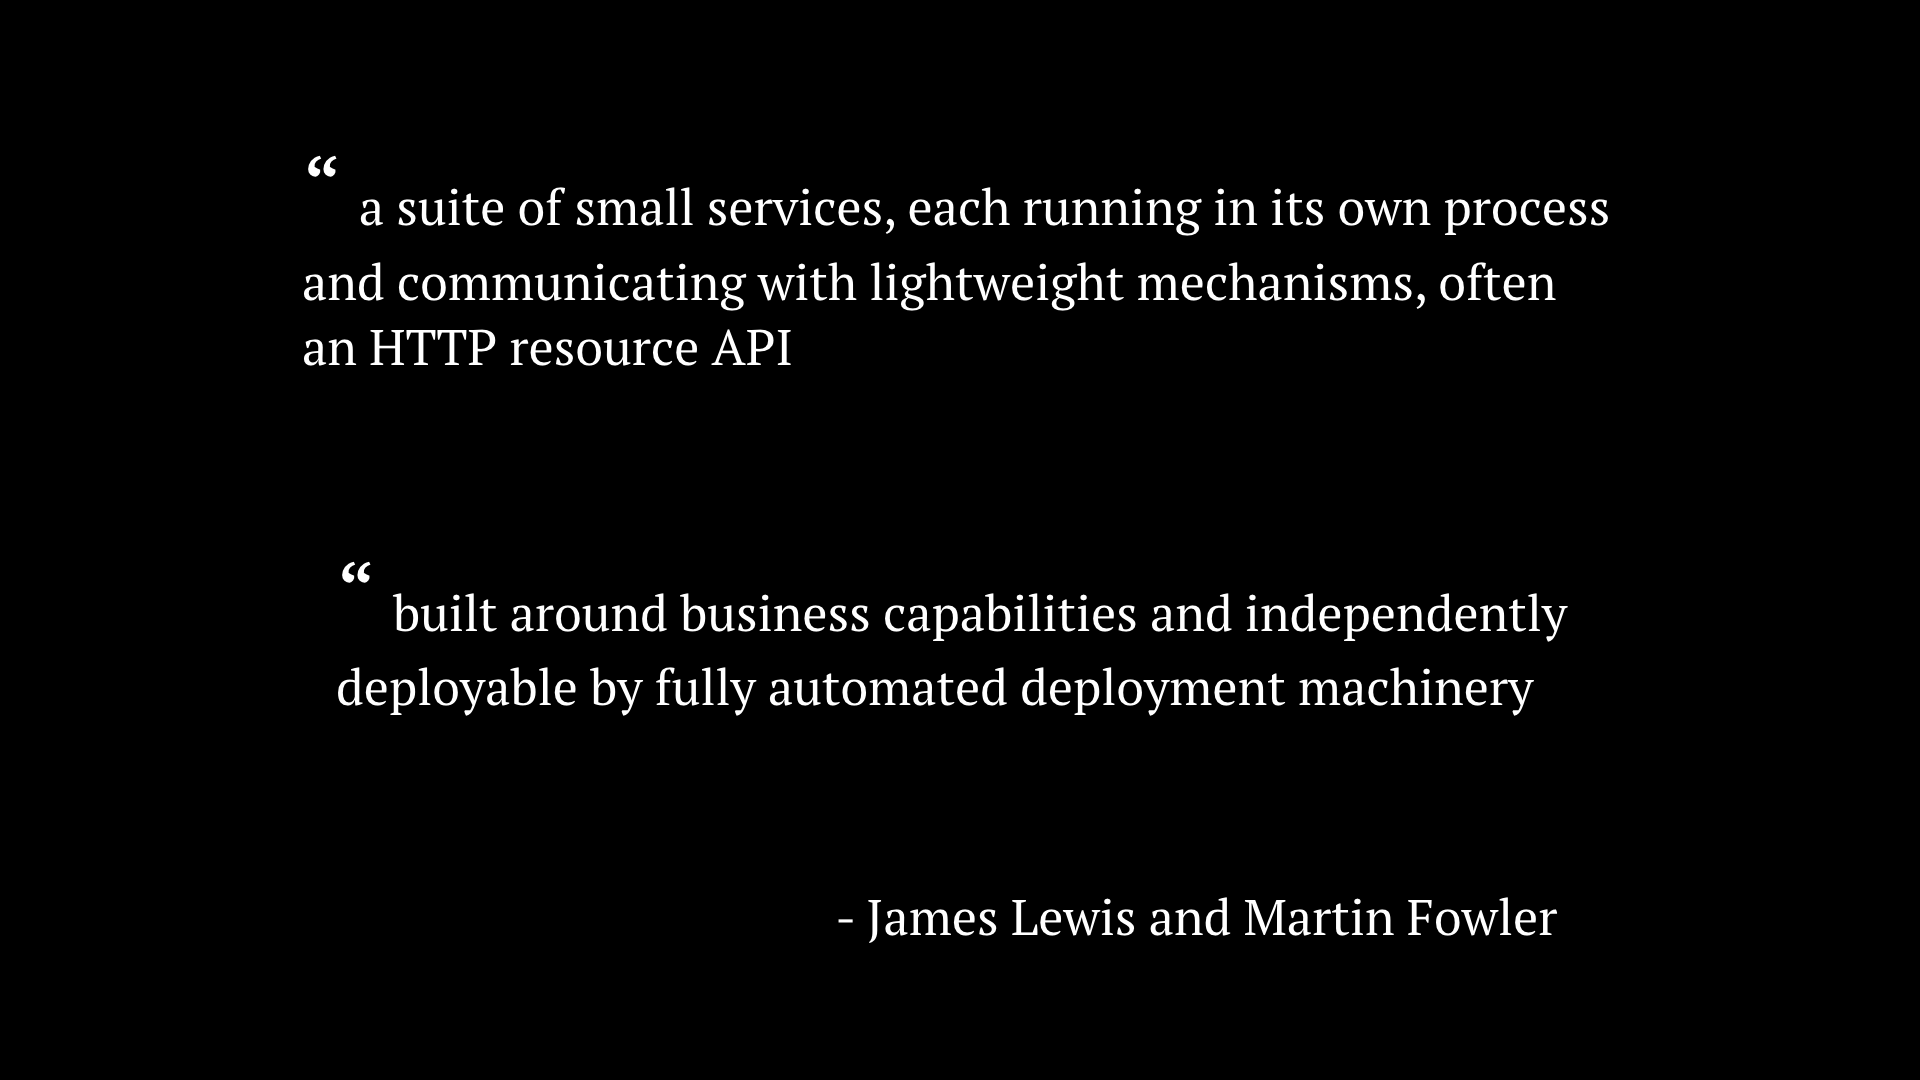 “ a suite of small services, each running in its own process
and communicating with lightweight mechanisms, often
an HTTP resource API
“ built around business capabilities and independently
deployable by fully automated deployment machinery
- James Lewis and Martin Fowler